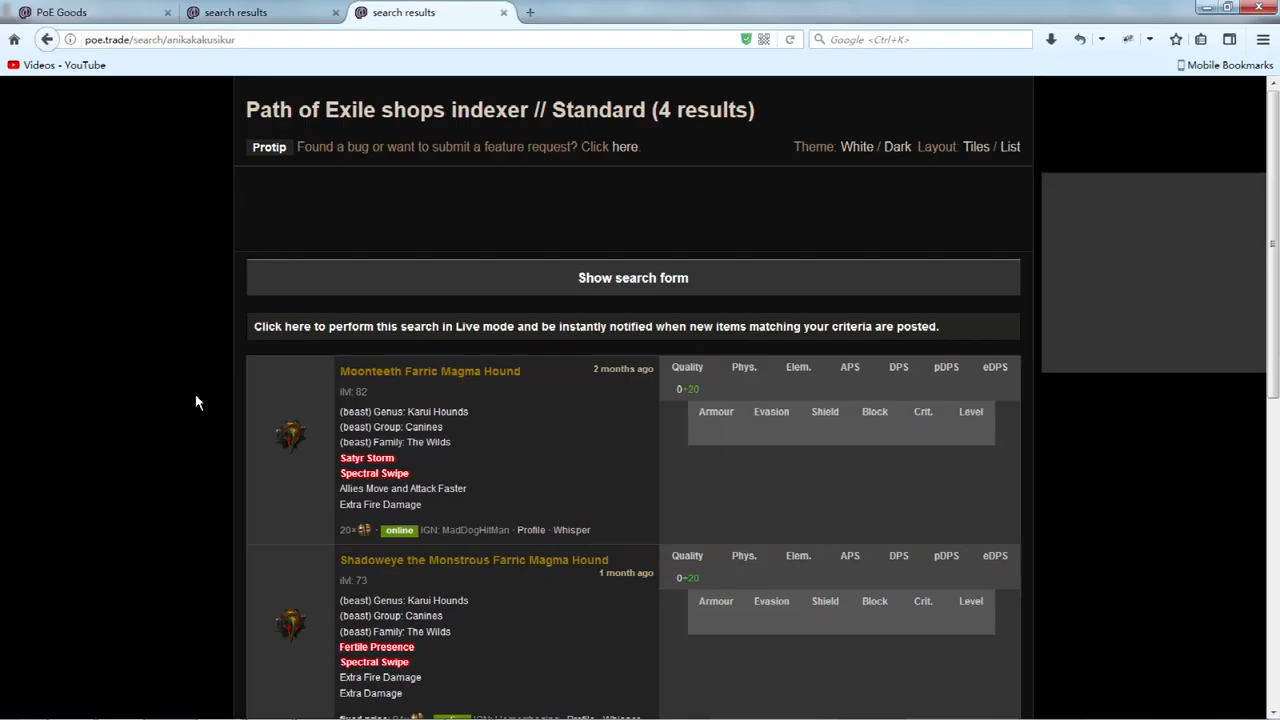 PoE Goods
search results
search results
poe.trade/search/anikakakusikur
Google <Ctrl+K>
Videos - YouTube
Mobile Bookmarks
Path of Exile shops indexer // Standard (4 results)
Protip Found a bug or want to submit a feature request? Click here.
Theme: White / Dark Layout: Tiles / List
Show search form
Click here to perform this search in Live mode and be instantly notified when new items matching your criteria are posted.
Moonteeth Farric Magma Hound
2 months ago
ilvl: 82
(beast) Genus: Karui Hounds
(beast) Group: Canines
(beast) Family: The Wilds
Satyr Storm
Spectral Swipe
Allies Move and Attack Faster
Extra Fire Damage
20× · online IGN: MadDogHitMan · Profile · Whisper
Quality Phys. Elem. APS DPS pDPS eDPS
0+20
Armour Evasion Shield Block Crit. Level
Shadoweye the Monstrous Farric Magma Hound
1 month ago
ilvl: 73
(beast) Genus: Karui Hounds
(beast) Group: Canines
(beast) Family: The Wilds
Fertile Presence
Spectral Swipe
Extra Fire Damage
Extra Damage
Quality Phys. Elem. APS DPS pDPS eDPS
0+20
Armour Evasion Shield Block Crit. Level